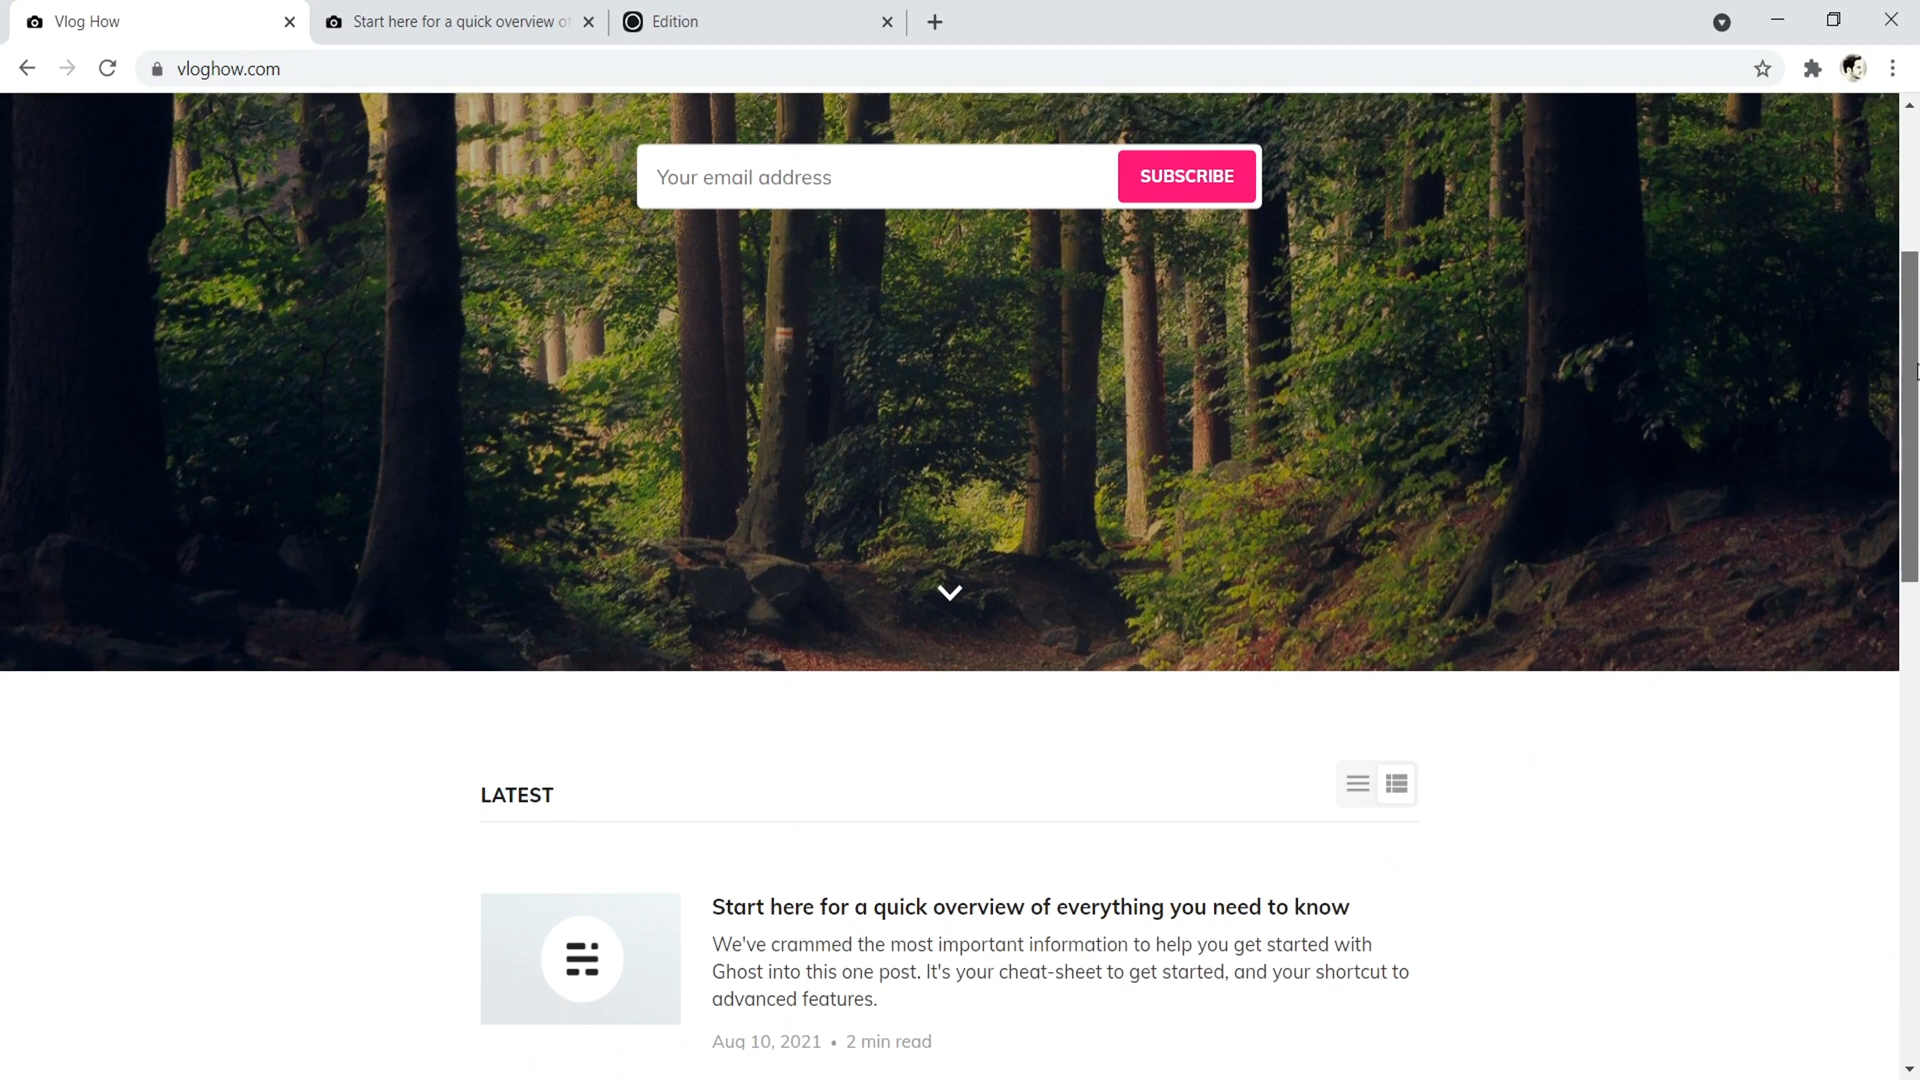 Vlog How
Start here for a quick overview of
Edition
vloghow.com
Your email address
SUBSCRIBE
LATEST
Start here for a quick overview of everything you need to know
We've crammed the most important information to help you get started with
Ghost into this one post. It's your cheat-sheet to get started, and your shortcut to
advanced features.
Aug 10, 2021 • 2 min read